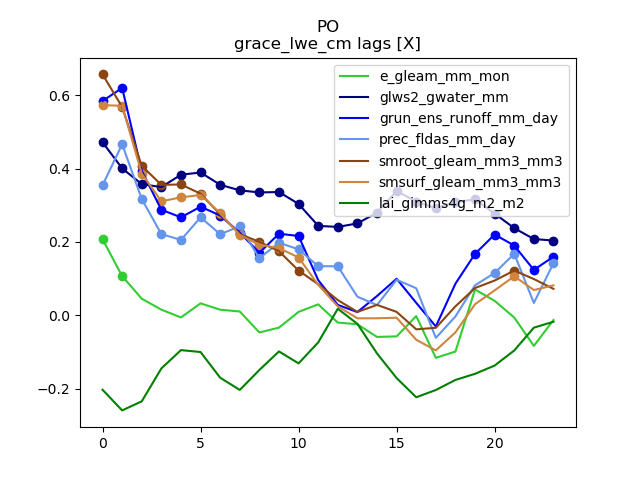 PO
grace_lwe_cm lags [X]
e_gleam_mm_mon
glws2_gwater_mm
grun_ens_runoff_mm_day
prec_fldas_mm_day
smroot_gleam_mm3_mm3
smsurf_gleam_mm3_mm3
lai_gimms4g_m2_m2
0.6
0.4
0.2
0.0
−0.2
0
5
10
15
20